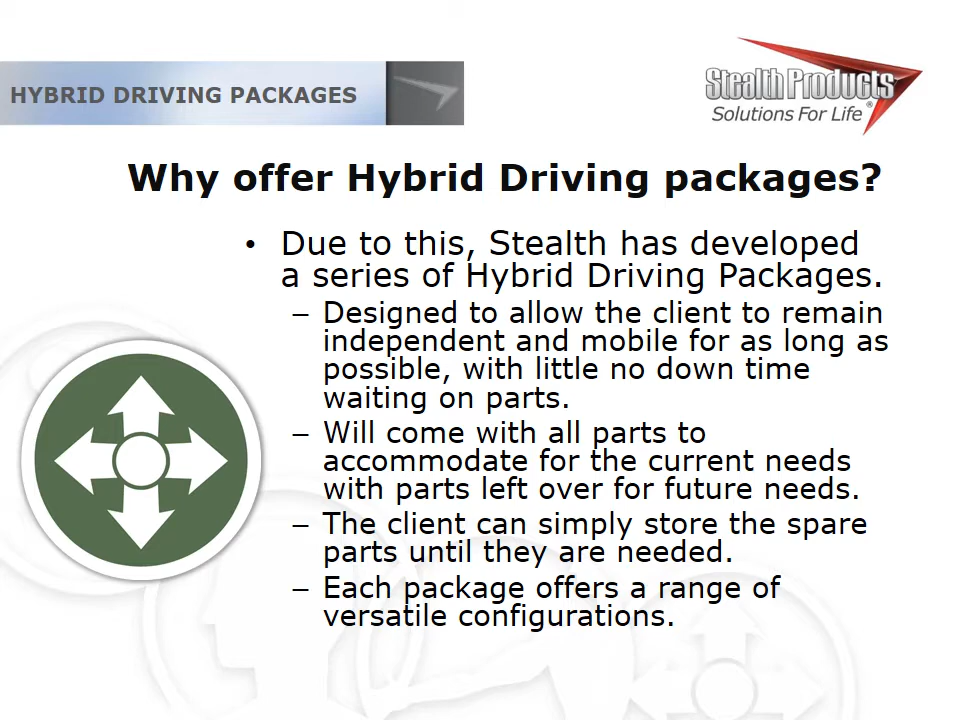 HYBRID DRIVING PACKAGES
Stealth Products®
Solutions For Life
Why offer Hybrid Driving packages?
• Due to this, Stealth has developed
a series of Hybrid Driving Packages.
– Designed to allow the client to remain
independent and mobile for as long as
possible, with little no down time
waiting on parts.
– Will come with all parts to
accommodate for the current needs
with parts left over for future needs.
– The client can simply store the spare
parts until they are needed.
– Each package offers a range of
versatile configurations.